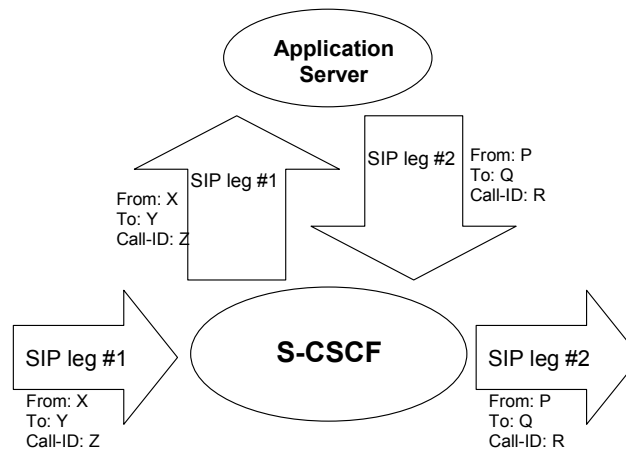 Application
Server
SIP leg #1
From: X
To: Y
Call-ID: Z
SIP leg #2
From: P
To: Q
Call-ID: R
SIP leg #1
From: X
To: Y
Call-ID: Z
S-CSCF
SIP leg #2
From: P
To: Q
Call-ID: R